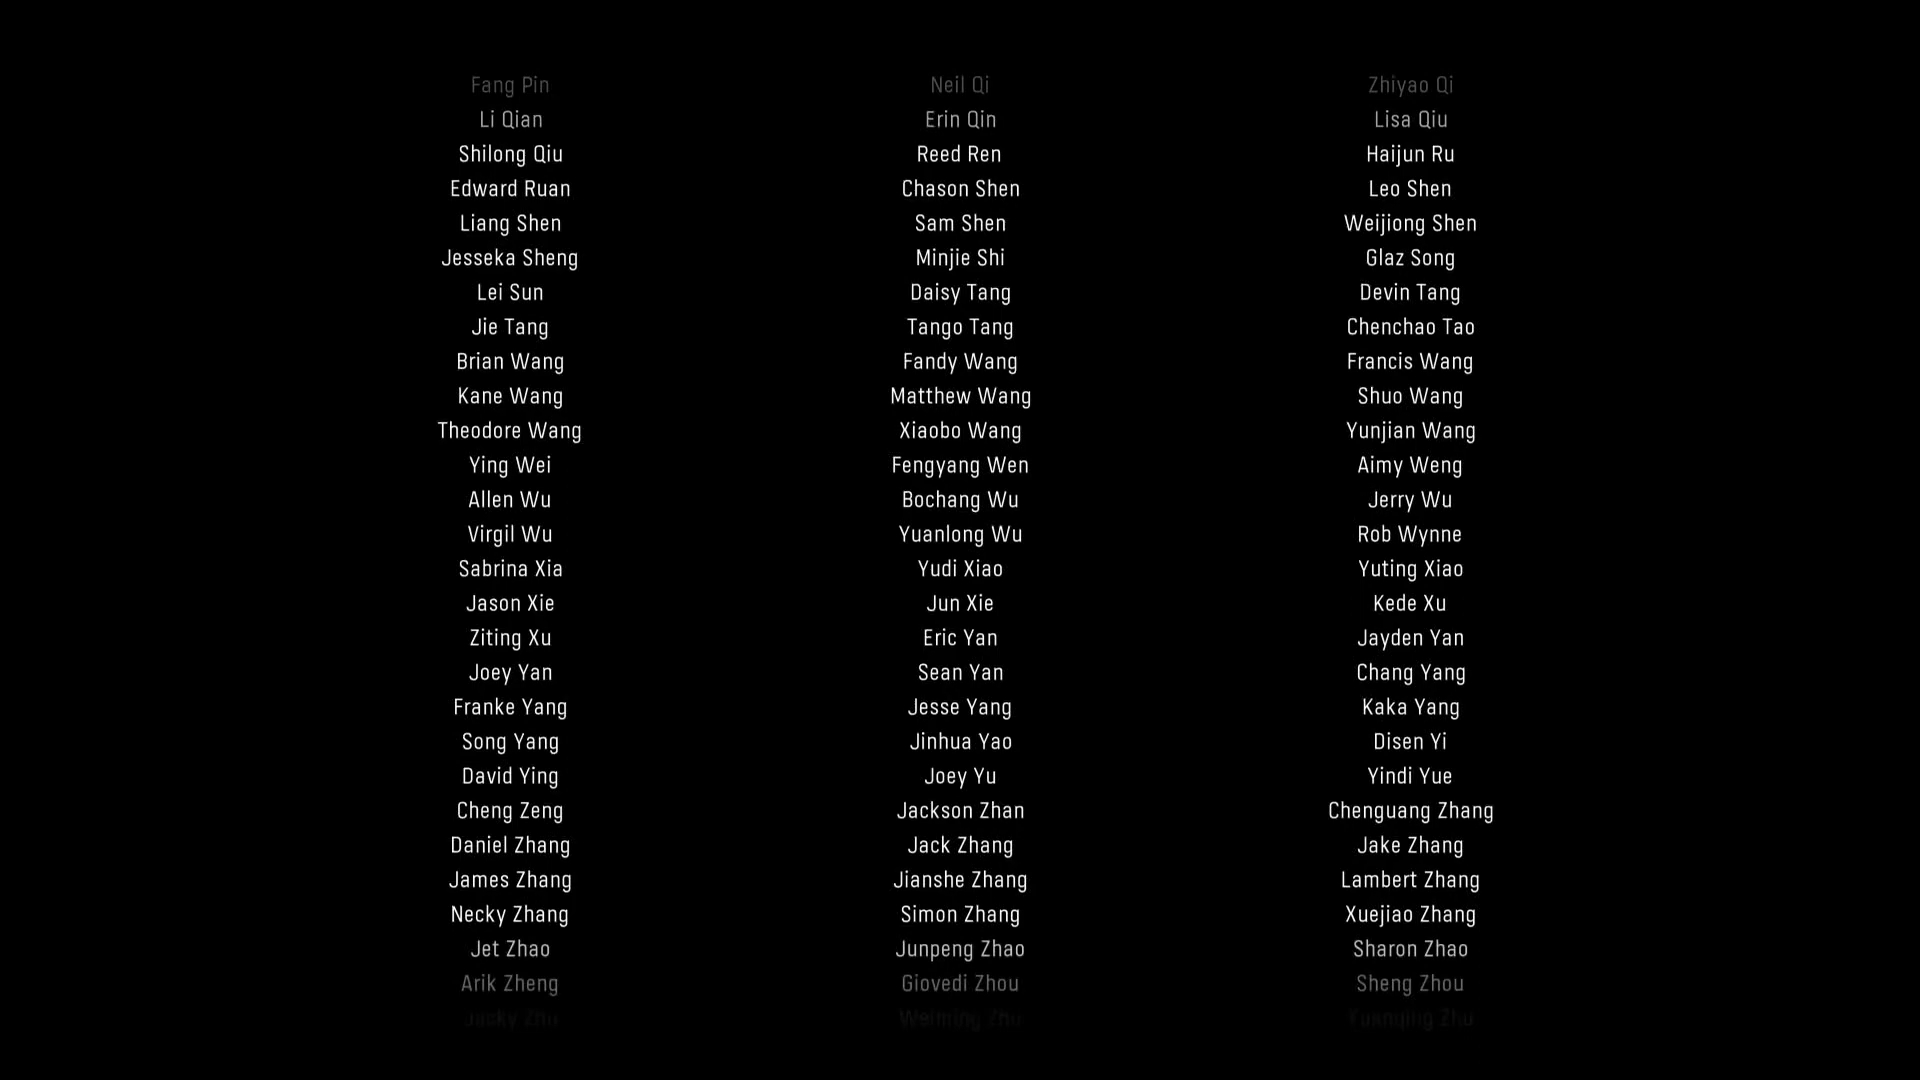 Fang Pin Neil Qi Zhiyao Qi
Li Qian Erin Qin Lisa Qiu
Shilong Qiu Reed Ren Haijun Ru
Edward Ruan Chason Shen Leo Shen
Liang Shen Sam Shen Weijiong Shen
Jesseka Sheng Minjie Shi Glaz Song
Lei Sun Daisy Tang Devin Tang
Jie Tang Tango Tang Chenchao Tao
Brian Wang Fandy Wang Francis Wang
Kane Wang Matthew Wang Shuo Wang
Theodore Wang Xiaobo Wang Yunjian Wang
Ying Wei Fengyang Wen Aimy Weng
Allen Wu Bochang Wu Jerry Wu
Virgil Wu Yuanlong Wu Rob Wynne
Sabrina Xia Yudi Xiao Yuting Xiao
Jason Xie Jun Xie Kede Xu
Ziting Xu Eric Yan Jayden Yan
Joey Yan Sean Yan Chang Yang
Franke Yang Jesse Yang Kaka Yang
Song Yang Jinhua Yao Disen Yi
David Ying Joey Yu Yindi Yue
Cheng Zeng Jackson Zhan Chenguang Zhang
Daniel Zhang Jack Zhang Jake Zhang
James Zhang Jianshe Zhang Lambert Zhang
Necky Zhang Simon Zhang Xuejiao Zhang
Jet Zhao Junpeng Zhao Sharon Zhao
Arik Zheng Giovedi Zhou Sheng Zhou
Zhu Weiming Zhu Zhu